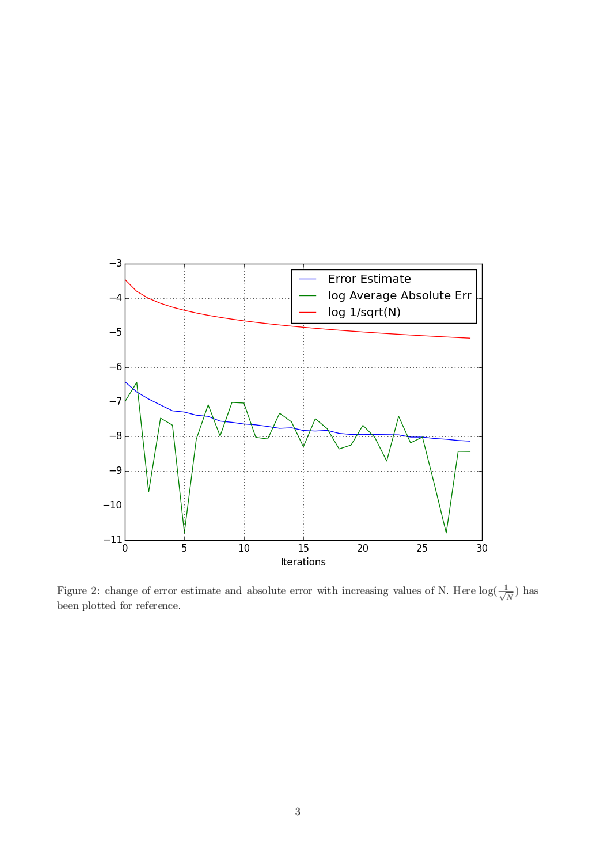 −3
−4
−5
−6
−7
−8
−9
−10
−11
0 5 10 15 20 25 30
Iterations
Error Estimate
log Average Absolute Err
log 1/sqrt(N)
Figure 2: change of error estimate and absolute error with increasing values of N. Here log(1/√N) has
been plotted for reference.
3